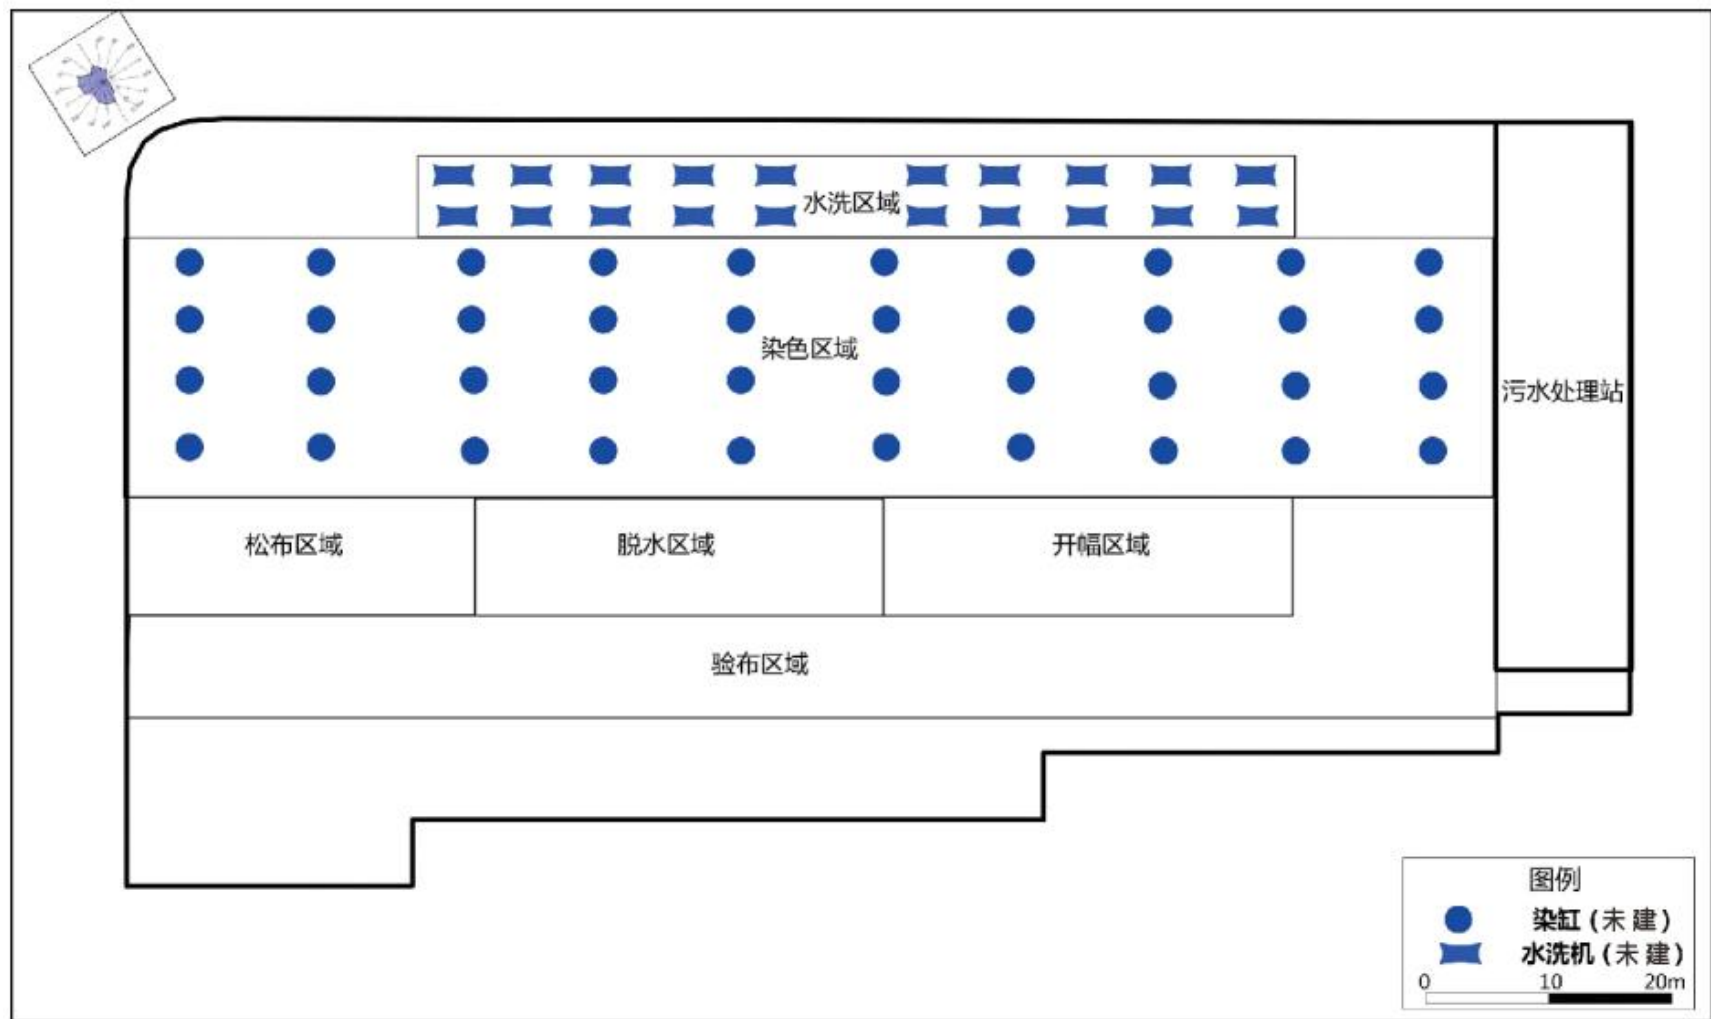 水洗区域
染色区域
污水处理站
松布区域
脱水区域
开幅区域
验布区域
图例
染缸(未建)
水洗机(未建)
0 10 20m